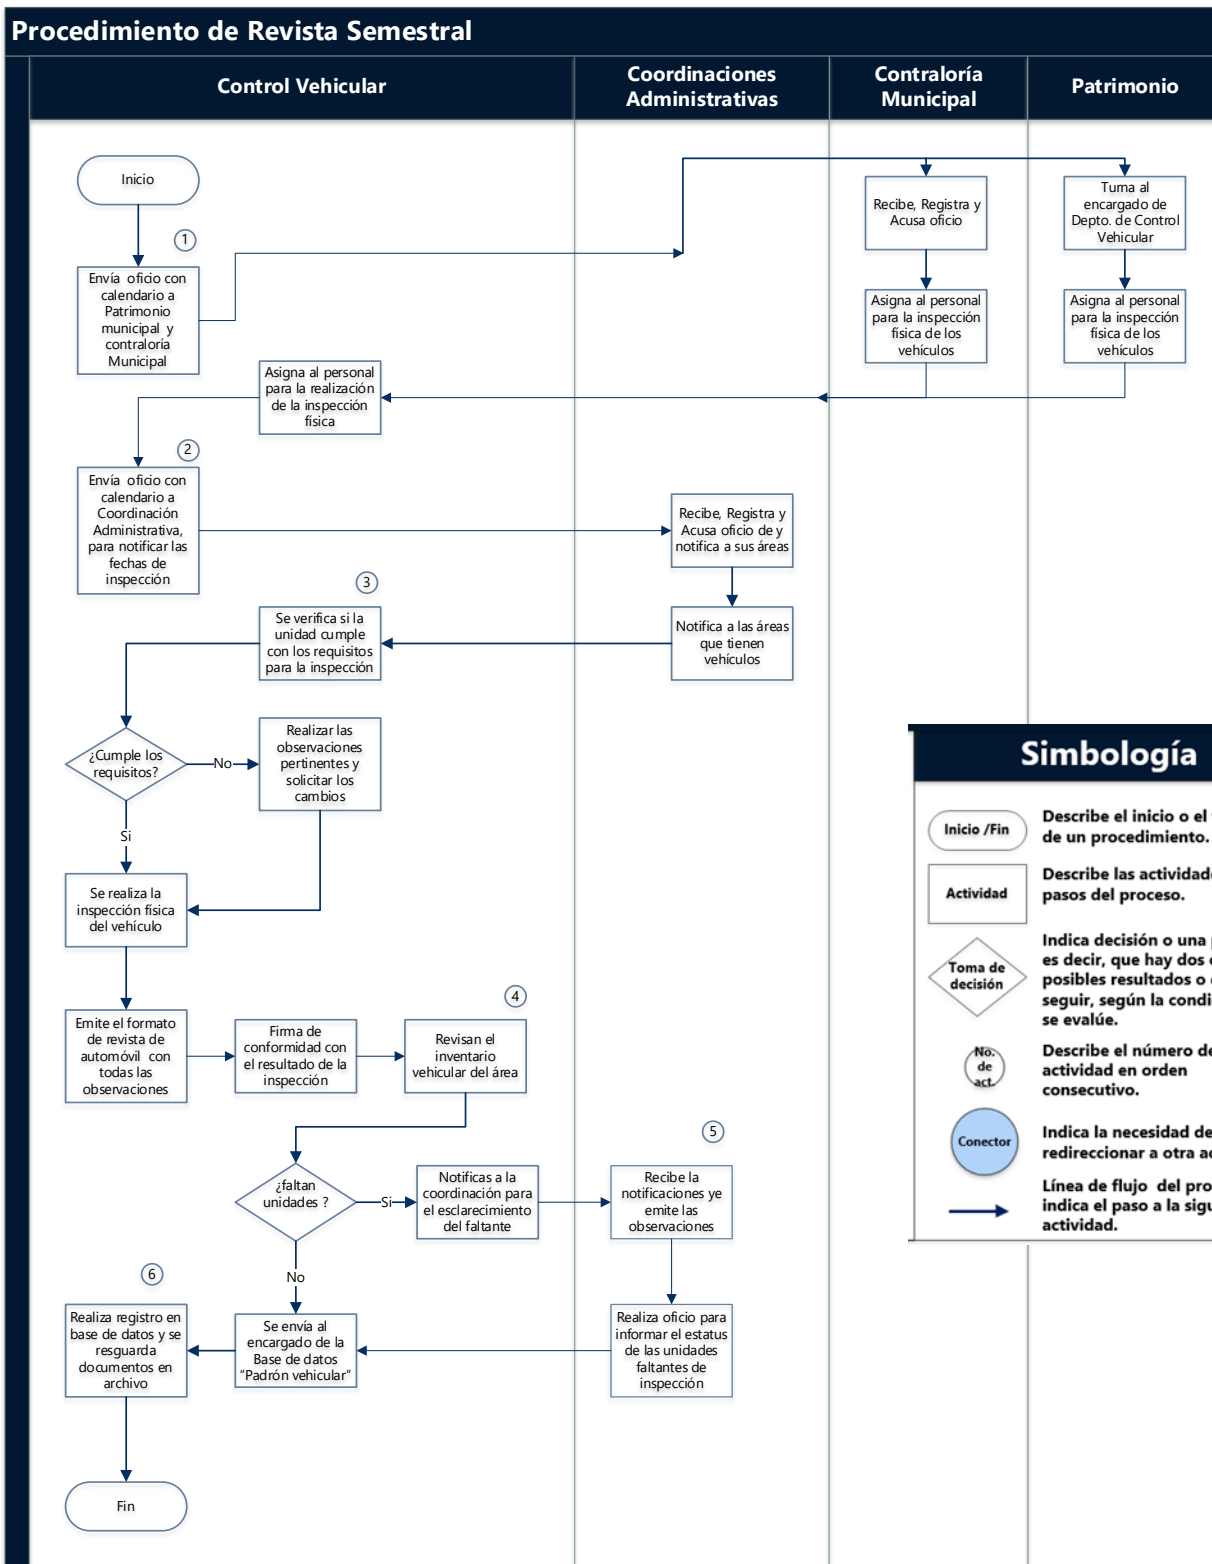 Procedimiento de Revista Semestral
Control Vehicular
Coordinaciones
Administrativas
Contraloría
Municipal
Patrimonio
Inicio
1
Envía oficio con
calendario a
Patrimonio
municipal y
contraloría
Municipal
Recibe, Registra y
Acusa oficio
Turna al
encargado de
Depto. de Control
Vehicular
Asigna al personal
para la inspección
física de los
vehículos
Asigna al personal
para la inspección
física de los
vehículos
Asigna al personal
para la realización
de la inspección
física
2
Envía oficio con
calendario a
Coordinación
Administrativa,
para notificar las
fechas de
inspección
Recibe, Registra y
Acusa oficio de y
notifica a sus áreas
3
Se verifica si la
unidad cumple
con los requisitos
para la inspección
Notifica a las áreas
que tienen
vehículos
¿Cumple los
requisitos?
No
Realizar las
observaciones
pertinentes y
solicitar los
cambios
Si
Se realiza la
inspección física
del vehículo
4
Emite el formato
de revista de
automóvil con
todas las
observaciones
Firma de
conformidad con
el resultado de la
inspección
Revisan el
inventario
vehicular del área
5
¿faltan
unidades ?
Si
Notificas a la
coordinación para
el esclarecimiento
del faltante
Recibe la
notificaciones ye
emite las
observaciones
No
6
Realiza registro en
base de datos y se
resguarda
documentos en
archivo
Se envía al
encargado de la
Base de datos
“Padrón vehicular”
Realiza oficio para
informar el estatus
de las unidades
faltantes de
inspección
Fin
Simbología
Inicio /Fin
Describe el inicio o el
de un procedimiento.
Actividad
Describe las actividad
pasos del proceso.
Toma de
decisión
Indica decisión o una
es decir, que hay dos
posibles resultados o
seguir, según la condi
se evalúe.
No.
de
act.
Describe el número de
actividad en orden
consecutivo.
Conector
Indica la necesidad de
redireccionar a otra ac
Línea de flujo del pro
indica el paso a la sigu
actividad.